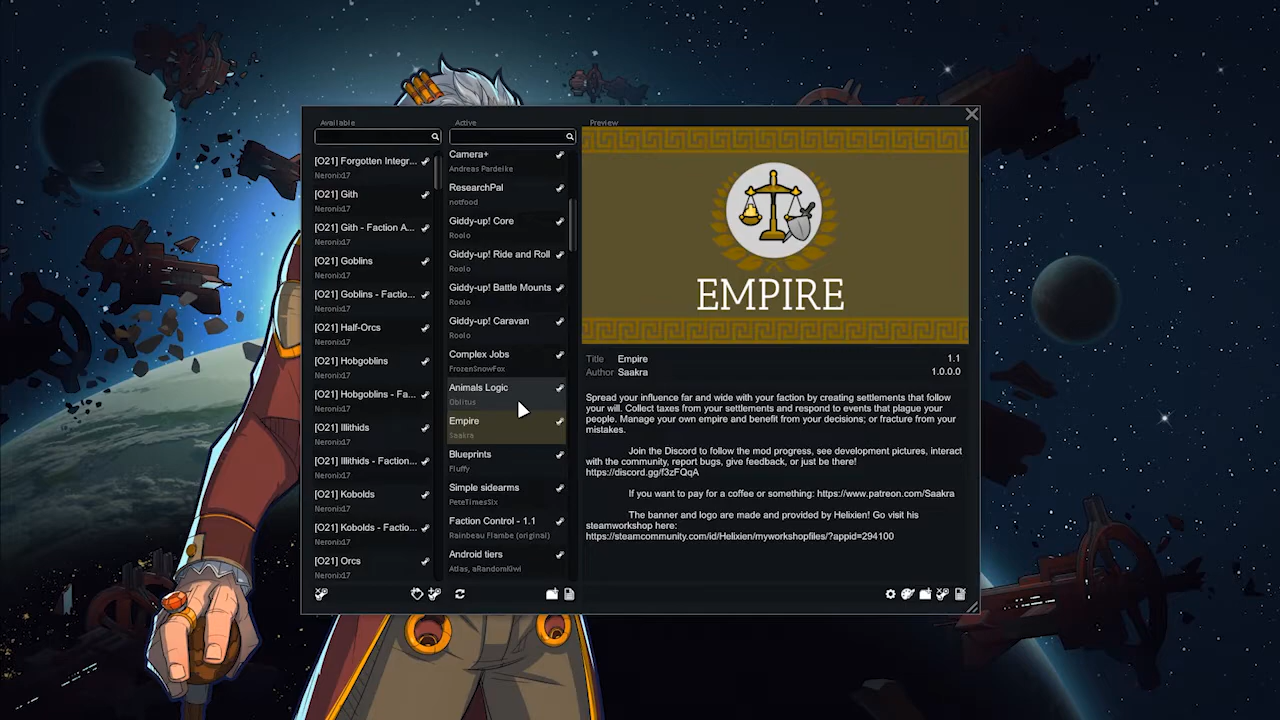 Available
[O21] Forgotten Integr...
Neronix17
[O21] Gith
Neronix17
[O21] Gith - Faction A...
Neronix17
[O21] Goblins
Neronix17
[O21] Goblins - Factio...
Neronix17
[O21] Half-Orcs
Neronix17
[O21] Hobgoblins
Neronix17
[O21] Hobgoblins - Fa...
Neronix17
[O21] Illithids
Neronix17
[O21] Illithids - Faction...
Neronix17
[O21] Kobolds
Neronix17
[O21] Kobolds - Factio...
Neronix17
[O21] Orcs
Neronix17
Active
Camera+
Andreas Pardeike
ResearchPal
notfood
Giddy-up! Core
Roolo
Giddy-up! Ride and Roll
Roolo
Giddy-up! Battle Mounts
Roolo
Giddy-up! Caravan
Roolo
Complex Jobs
FrozenSnowFox
Animals Logic
Oblitus
Empire
Saakra
Blueprints
Fluffy
Simple sidearms
PeteTimesSix
Faction Control - 1.1
Rainbeau Flambe (original)
Android tiers
Atlas, aRandomKiwi
Preview
EMPIRE
Title Empire 1.1
Author Saakra 1.0.0.0
Spread your influence far and wide with your faction by creating settlements that follow
your will. Collect taxes from your settlements and respond to events that plague your
people. Manage your own empire and benefit from your decisions; or fracture from your
mistakes.
Join the Discord to follow the mod progress, see development pictures, interact
with the community, report bugs, give feedback, or just be there!
https://discord.gg/f3zFQqA
If you want to pay for a coffee or something: https://www.patreon.com/Saakra
The banner and logo are made and provided by Helixien! Go visit his
steamworkshop here:
https://steamcommunity.com/id/Helixien/myworkshopfiles/?appid=294100